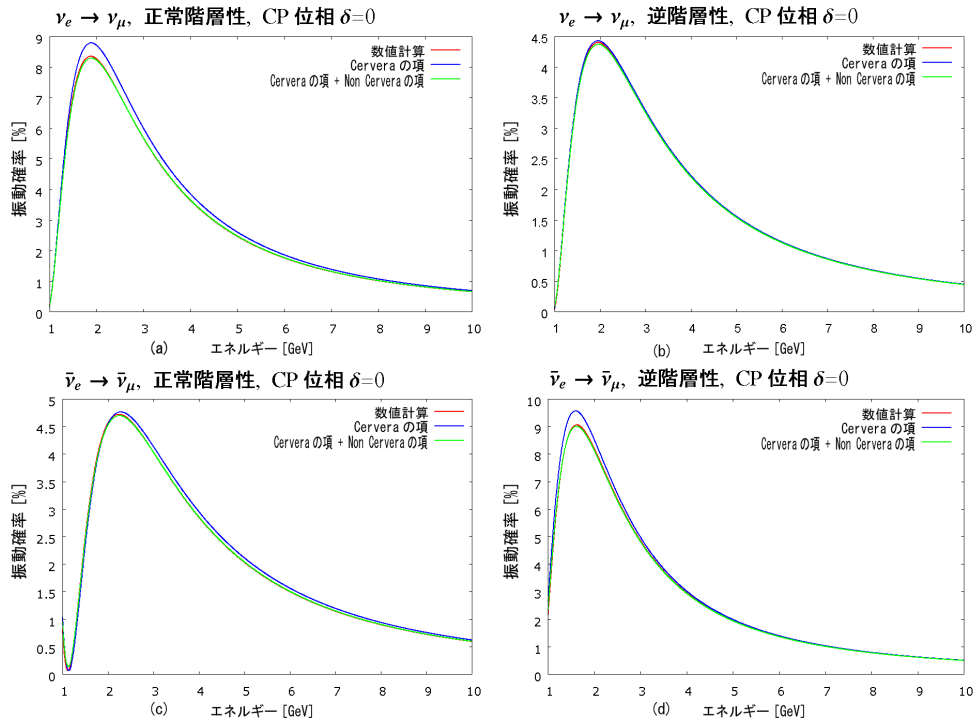 νe → νμ, 正常階層性, CP 位相 δ=0
数値計算
Cervera の項
Cervera の項 + Non Cervera の項
振動確率 [%]
9
8
7
6
5
4
3
2
1
0
1 2 3 4 5 6 7 8 9 10
(a) エネルギー [GeV]
νe → νμ, 逆階層性, CP 位相 δ=0
数値計算
Cervera の項
Cervera の項 + Non Cervera の項
振動確率 [%]
4.5
4
3.5
3
2.5
2
1.5
1
0.5
0
1 2 3 4 5 6 7 8 9 10
(b) エネルギー [GeV]
ν̄e → ν̄μ, 正常階層性, CP 位相 δ=0
数値計算
Cervera の項
Cervera の項 + Non Cervera の項
振動確率 [%]
5
4.5
4
3.5
3
2.5
2
1.5
1
0.5
0
1 2 3 4 5 6 7 8 9 10
(c) エネルギー [GeV]
ν̄e → ν̄μ, 逆階層性, CP 位相 δ=0
数値計算
Cervera の項
Cervera の項 + Non Cervera の項
振動確率 [%]
10
9
8
7
6
5
4
3
2
1
0
1 2 3 4 5 6 7 8 9 10
(d) エネルギー [GeV]